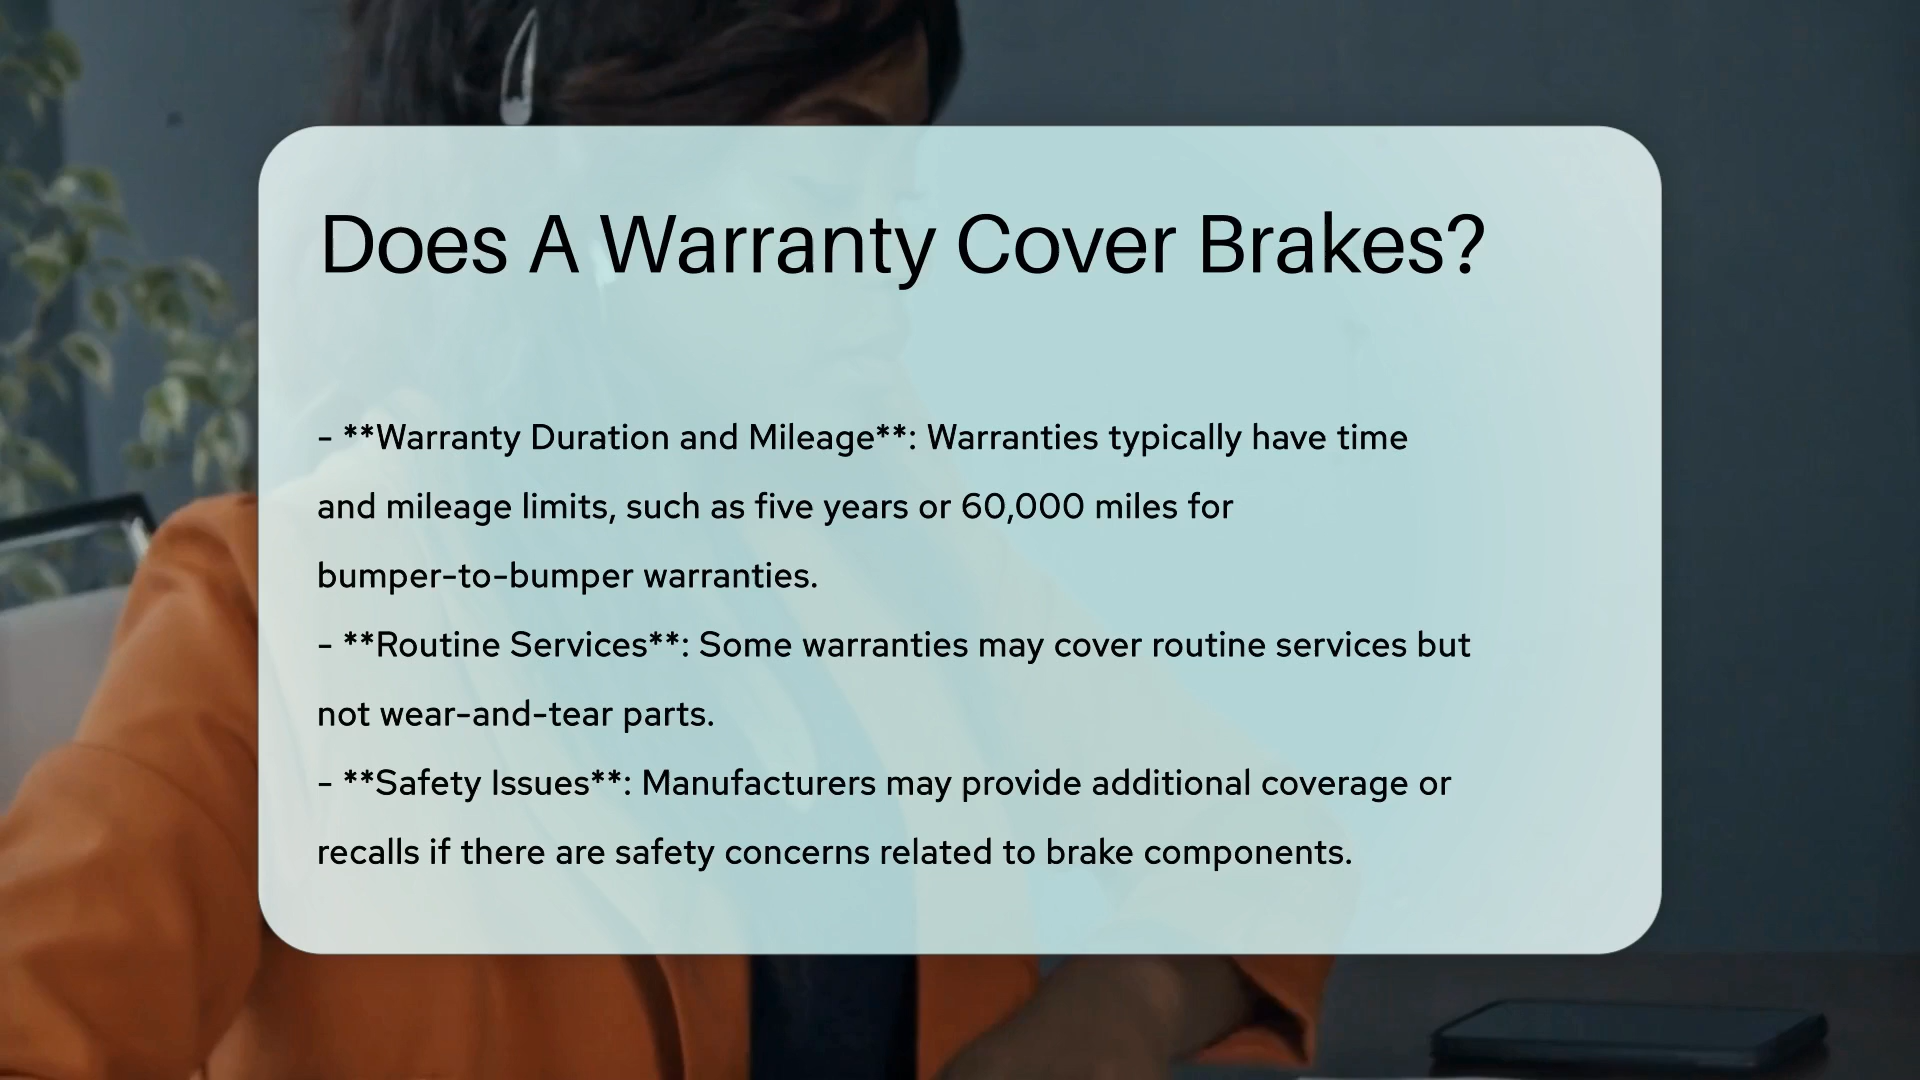 Does A Warranty Cover Brakes?
- **Warranty Duration and Mileage**: Warranties typically have time
and mileage limits, such as five years or 60,000 miles for
bumper-to-bumper warranties.
- **Routine Services**: Some warranties may cover routine services but
not wear-and-tear parts.
- **Safety Issues**: Manufacturers may provide additional coverage or
recalls if there are safety concerns related to brake components.